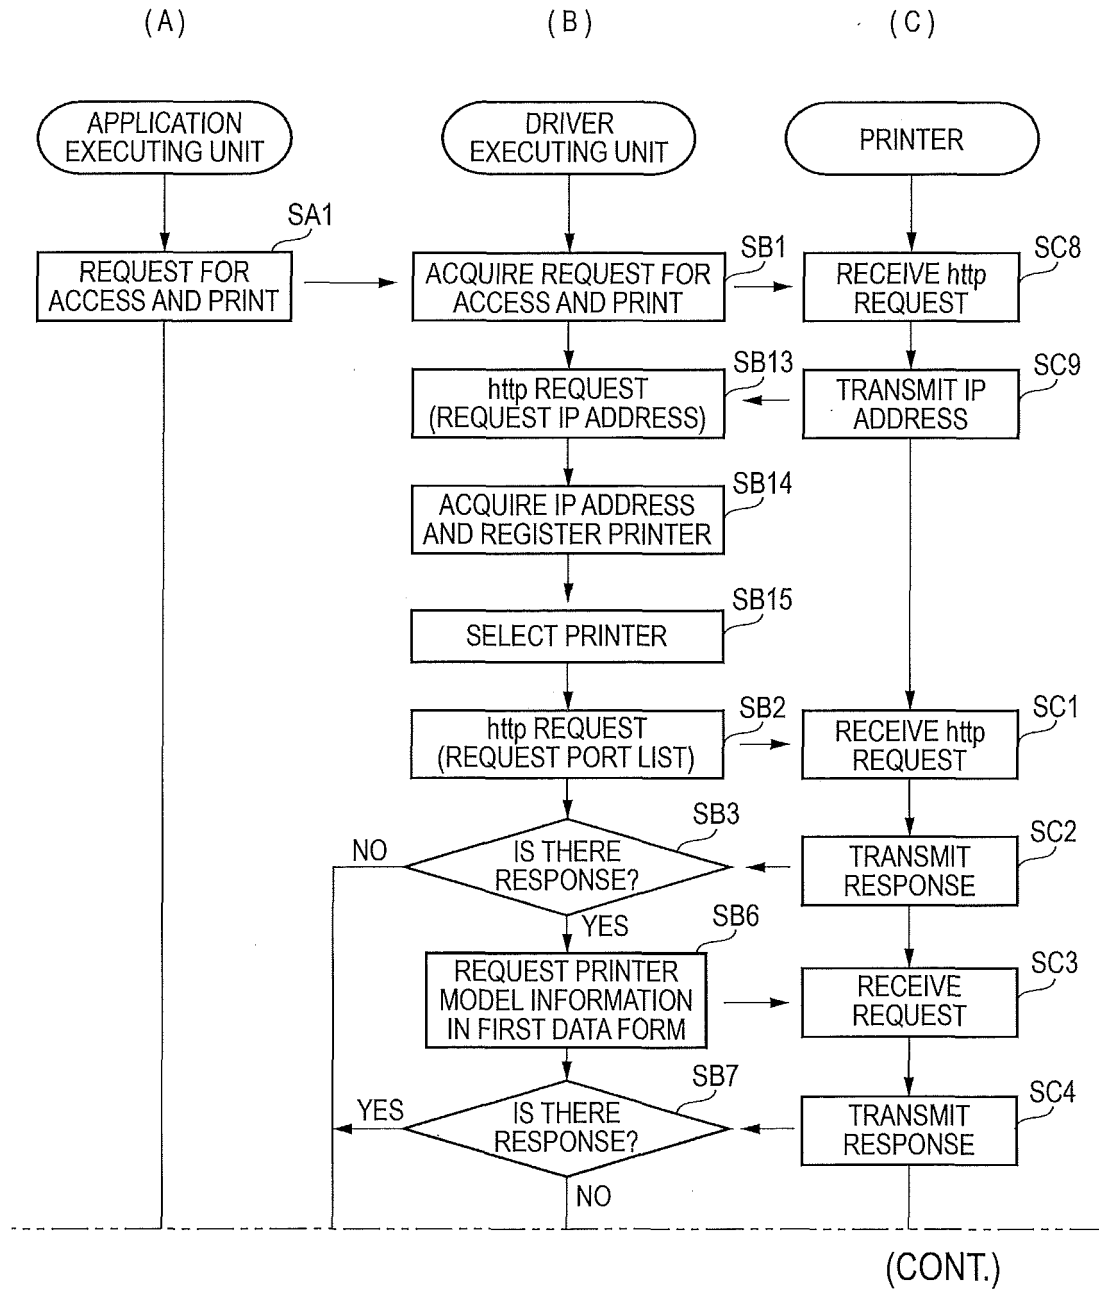 (A)
(B)
(C)
APPLICATION
EXECUTING UNIT
DRIVER
EXECUTING UNIT
PRINTER
SA1
REQUEST FOR
ACCESS AND PRINT
SB1
ACQUIRE REQUEST FOR
ACCESS AND PRINT
SC8
RECEIVE http
REQUEST
SB13
http REQUEST
(REQUEST IP ADDRESS)
SC9
TRANSMIT IP
ADDRESS
SB14
ACQUIRE IP ADDRESS
AND REGISTER PRINTER
SB15
SELECT PRINTER
SB2
http REQUEST
(REQUEST PORT LIST)
SC1
RECEIVE http
REQUEST
SB3
NO
IS THERE
RESPONSE?
YES
SC2
TRANSMIT
RESPONSE
SB6
REQUEST PRINTER
MODEL INFORMATION
IN FIRST DATA FORM
SC3
RECEIVE
REQUEST
SB7
YES
IS THERE
RESPONSE?
NO
SC4
TRANSMIT
RESPONSE
(CONT.)